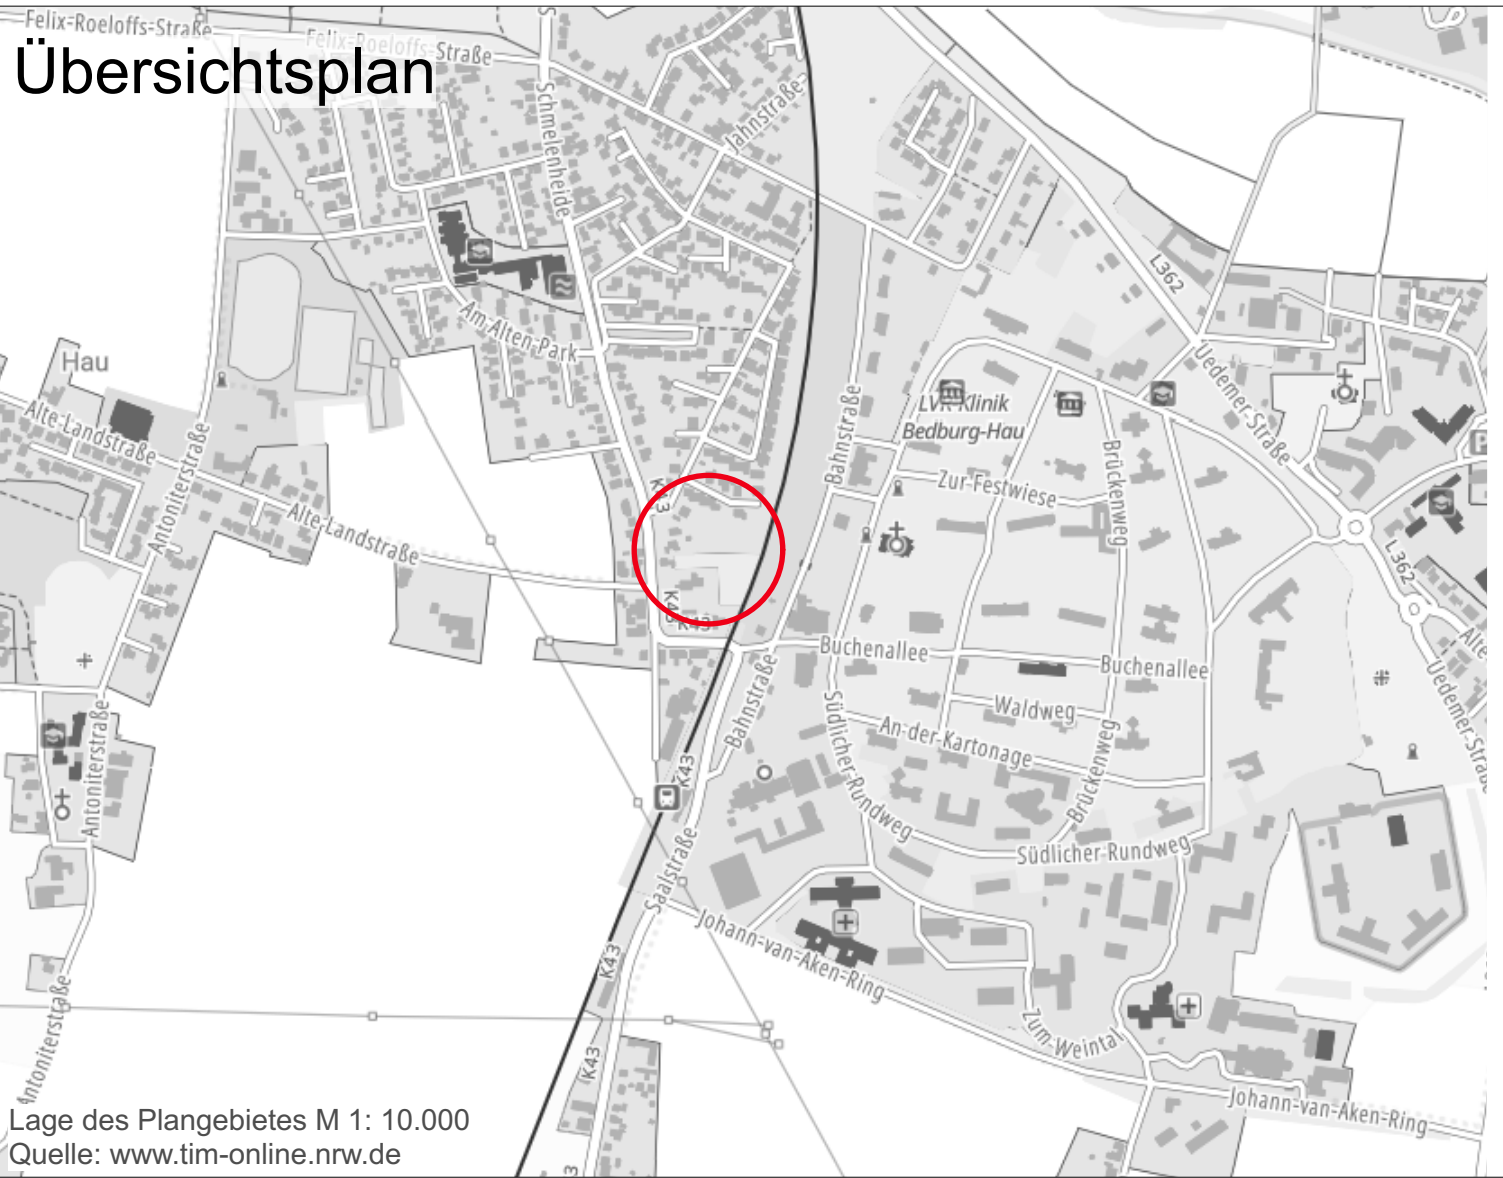 Felix-Roeloffs-Straße
Felix-Roeloffs-Straße
Übersichtsplan
Schmelenheide
Jahnstraße
L362
Am-Alten-Park
Hau
Uedemer-Straße
LVR-Klinik
Bedburg-Hau
Bahnstraße
Alte-Landstraße
Antoniterstraße
Brückenweg
Zur-Festwiese
K43
Alte-Landstraße
L362
K43
Buchenallee
Buchenallee
Uedemer-Straße
Bahnstraße
Südlicher-Rundweg
Waldweg
An-der-Kartonage
Brückenweg
Antoniterstraße
K43
Südlicher-Rundweg
Saalstraße
Johann-van-Aken-Ring
K43
Antoniterstraße
Zum-Weintal
K43
Johann-van-Aken-Ring
Lage des Plangebietes M 1: 10.000
Quelle: www.tim-online.nrw.de